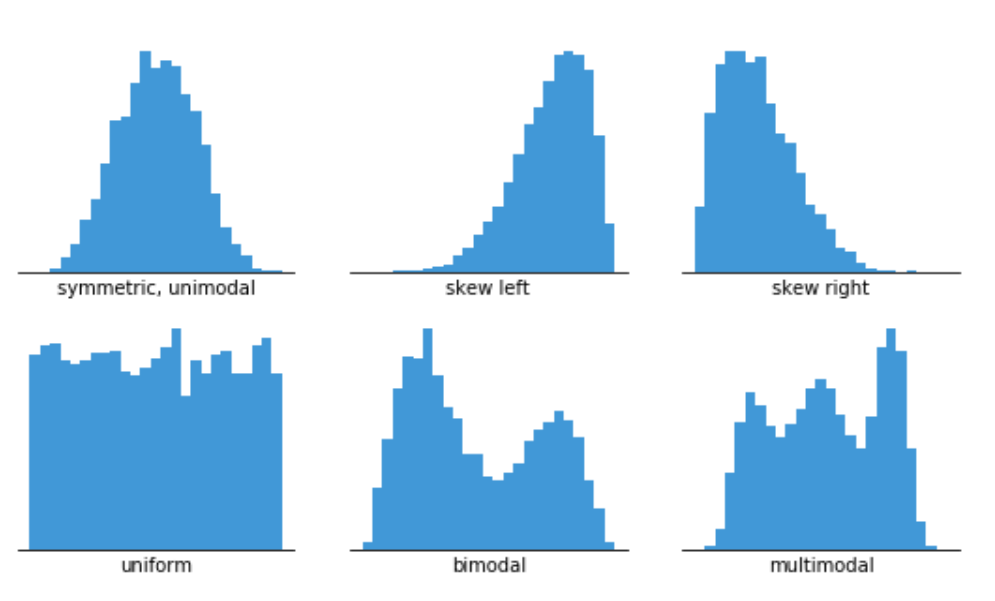 symmetric, unimodal
skew left
skew right
uniform
bimodal
multimodal